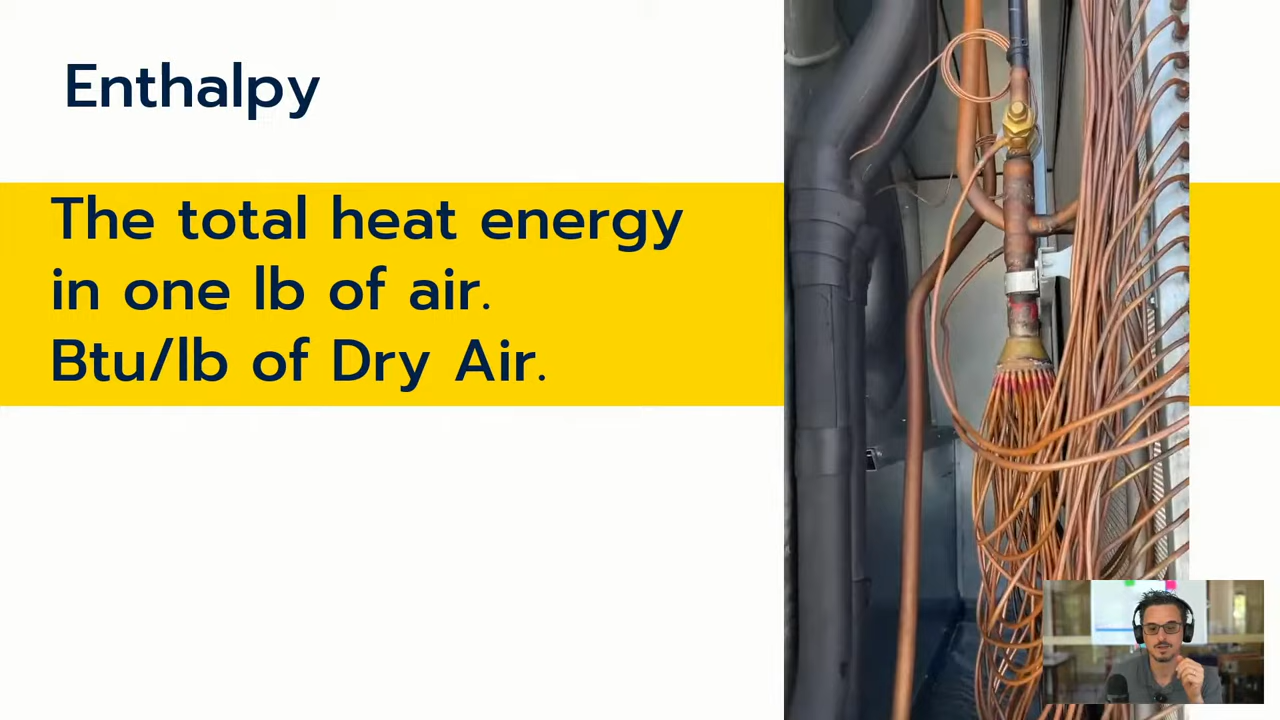 Enthalpy
The total heat energy
in one lb of air.
Btu/lb of Dry Air.